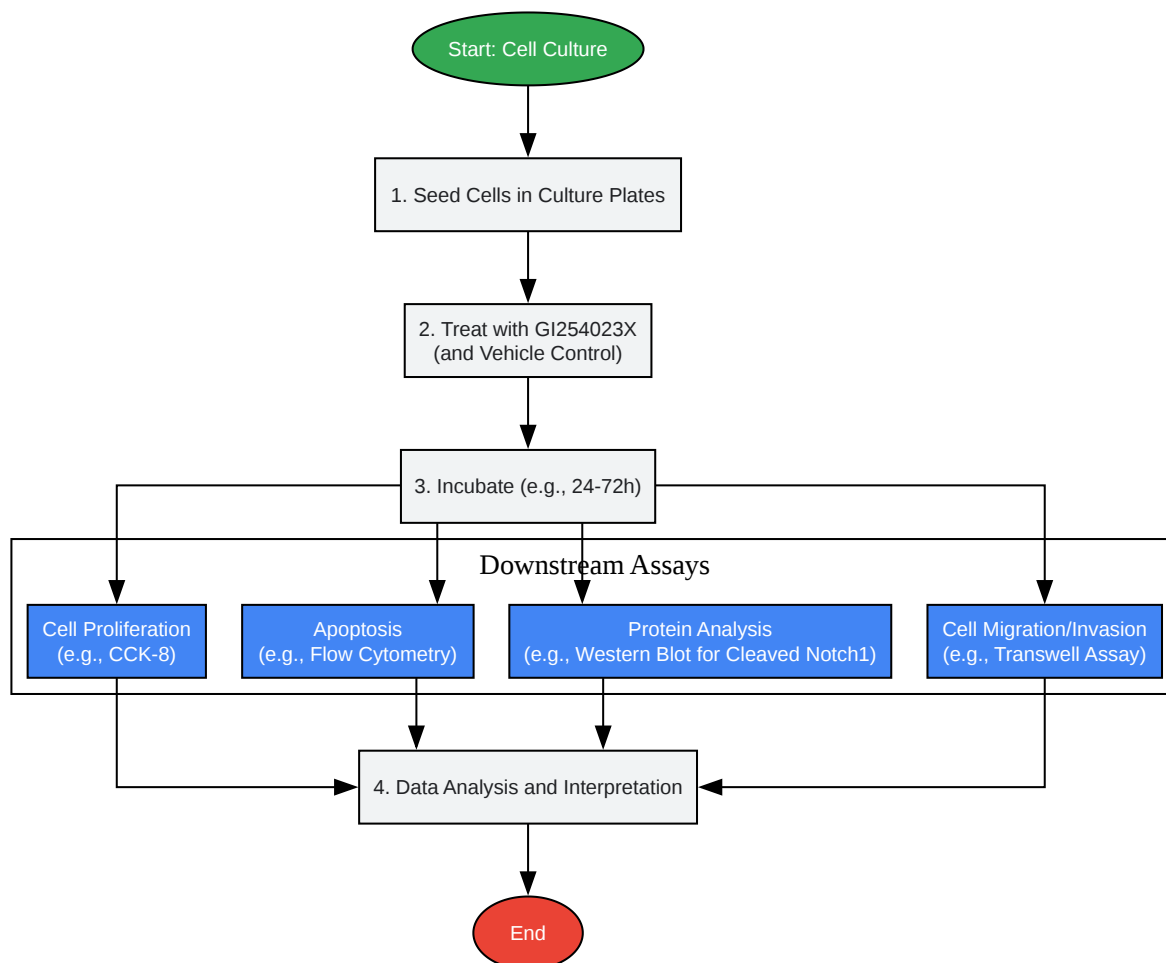 Start: Cell Culture
1. Seed Cells in Culture Plates
2. Treat with GI254023X
(and Vehicle Control)
3. Incubate (e.g., 24-72h)
Downstream Assays
Cell Proliferation
(e.g., CCK-8)
Apoptosis
(e.g., Flow Cytometry)
Protein Analysis
(e.g., Western Blot for Cleaved Notch1)
Cell Migration/Invasion
(e.g., Transwell Assay)
4. Data Analysis and Interpretation
End